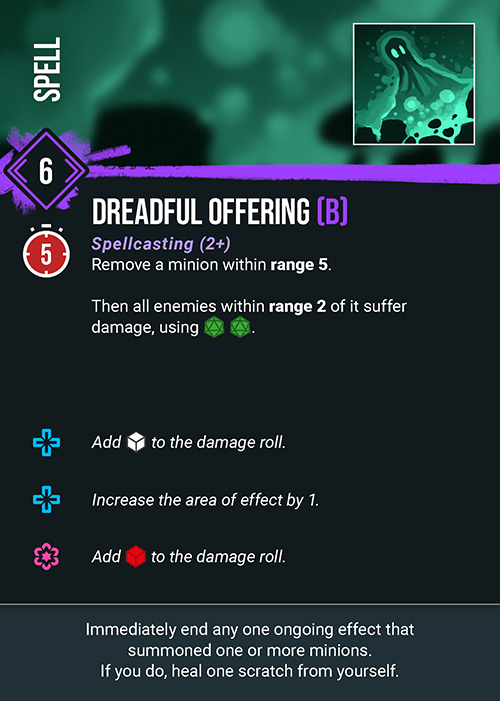 SPELL
6
DREADFUL OFFERING (B)
5
Spellcasting (2+)
Remove a minion within range 5.
Then all enemies within range 2 of it suffer
damage, using .
Add to the damage roll.
Increase the area of effect by 1.
Add to the damage roll.
Immediately end any one ongoing effect that
summoned one or more minions.
If you do, heal one scratch from yourself.